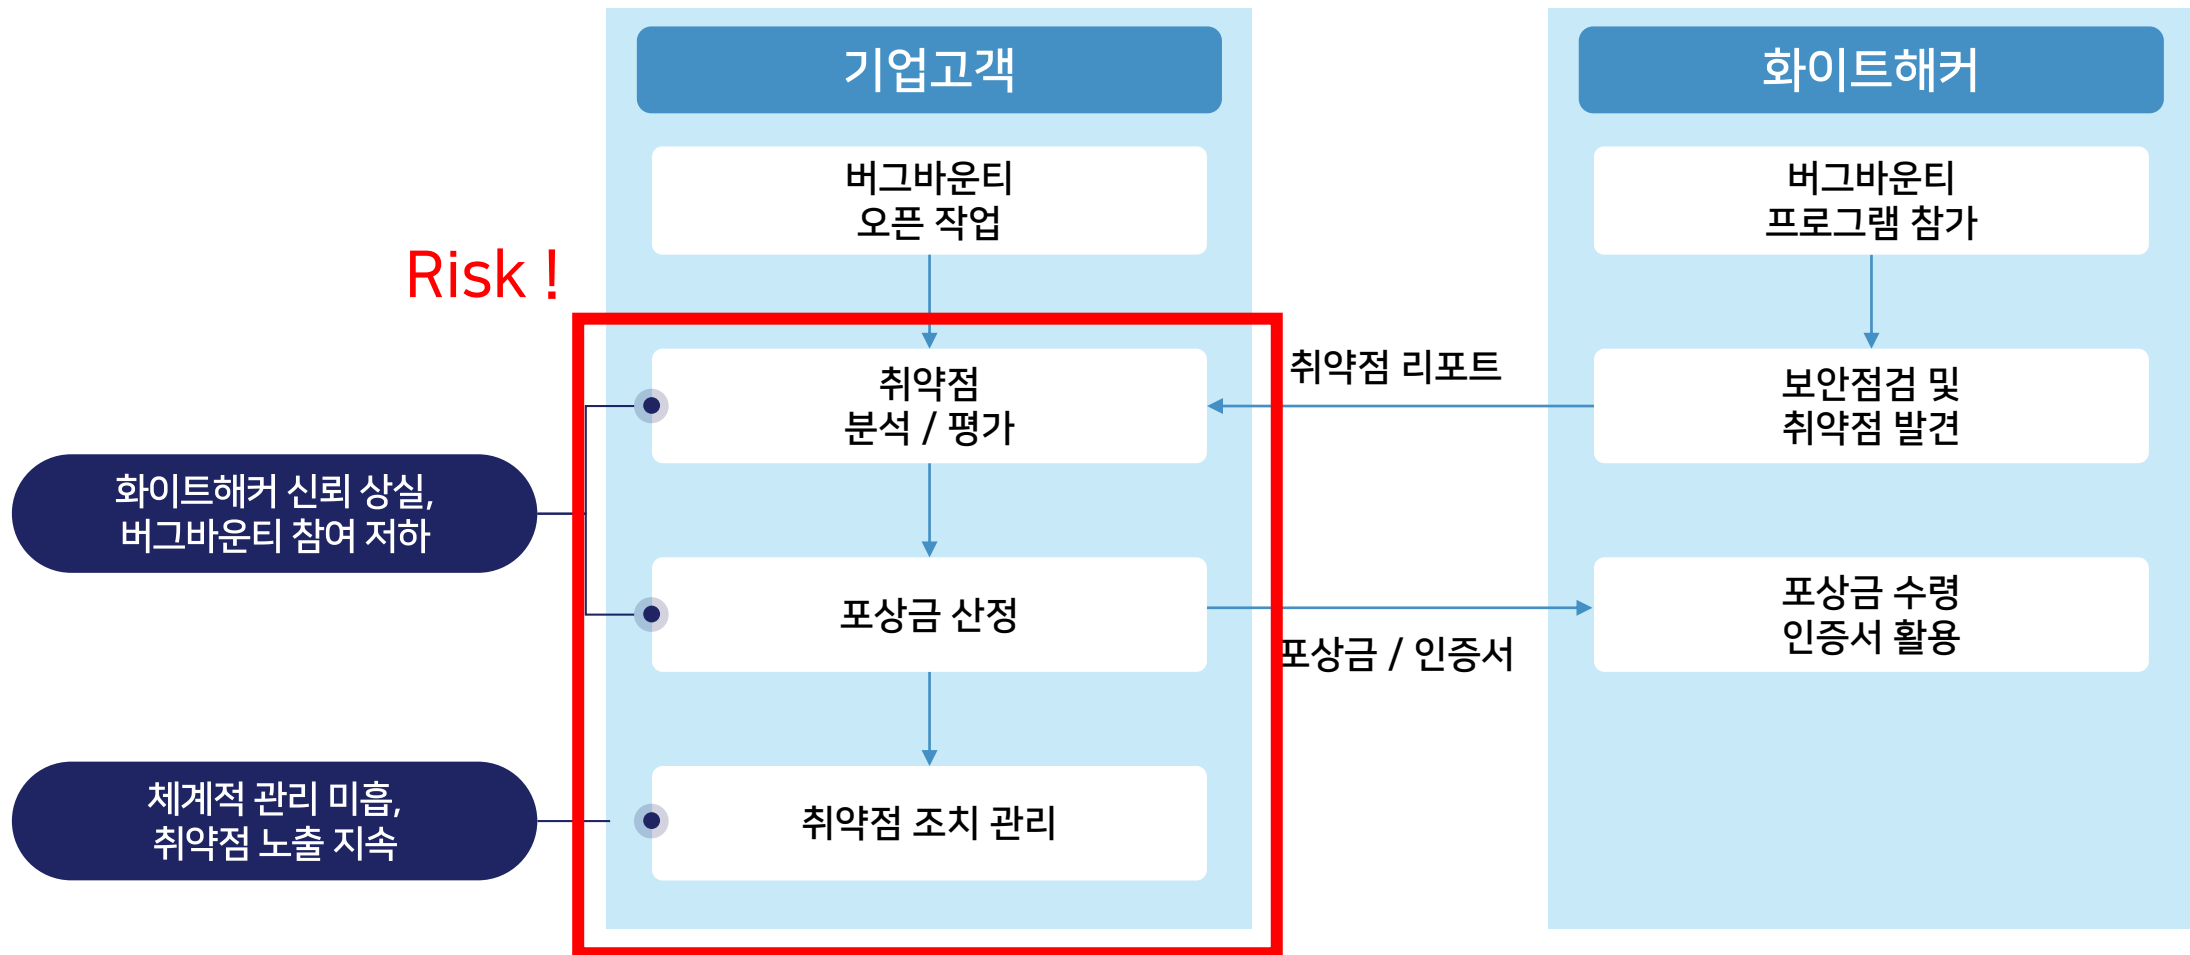 기업고객
화이트해커
버그바운티
오픈 작업
버그바운티
프로그램 참가
Risk !
취약점
분석 / 평가
취약점 리포트
보안점검 및
취약점 발견
화이트해커 신뢰 상실,
버그바운티 참여 저하
포상금 산정
포상금 / 인증서
포상금 수령
인증서 활용
체계적 관리 미흡,
취약점 노출 지속
취약점 조치 관리